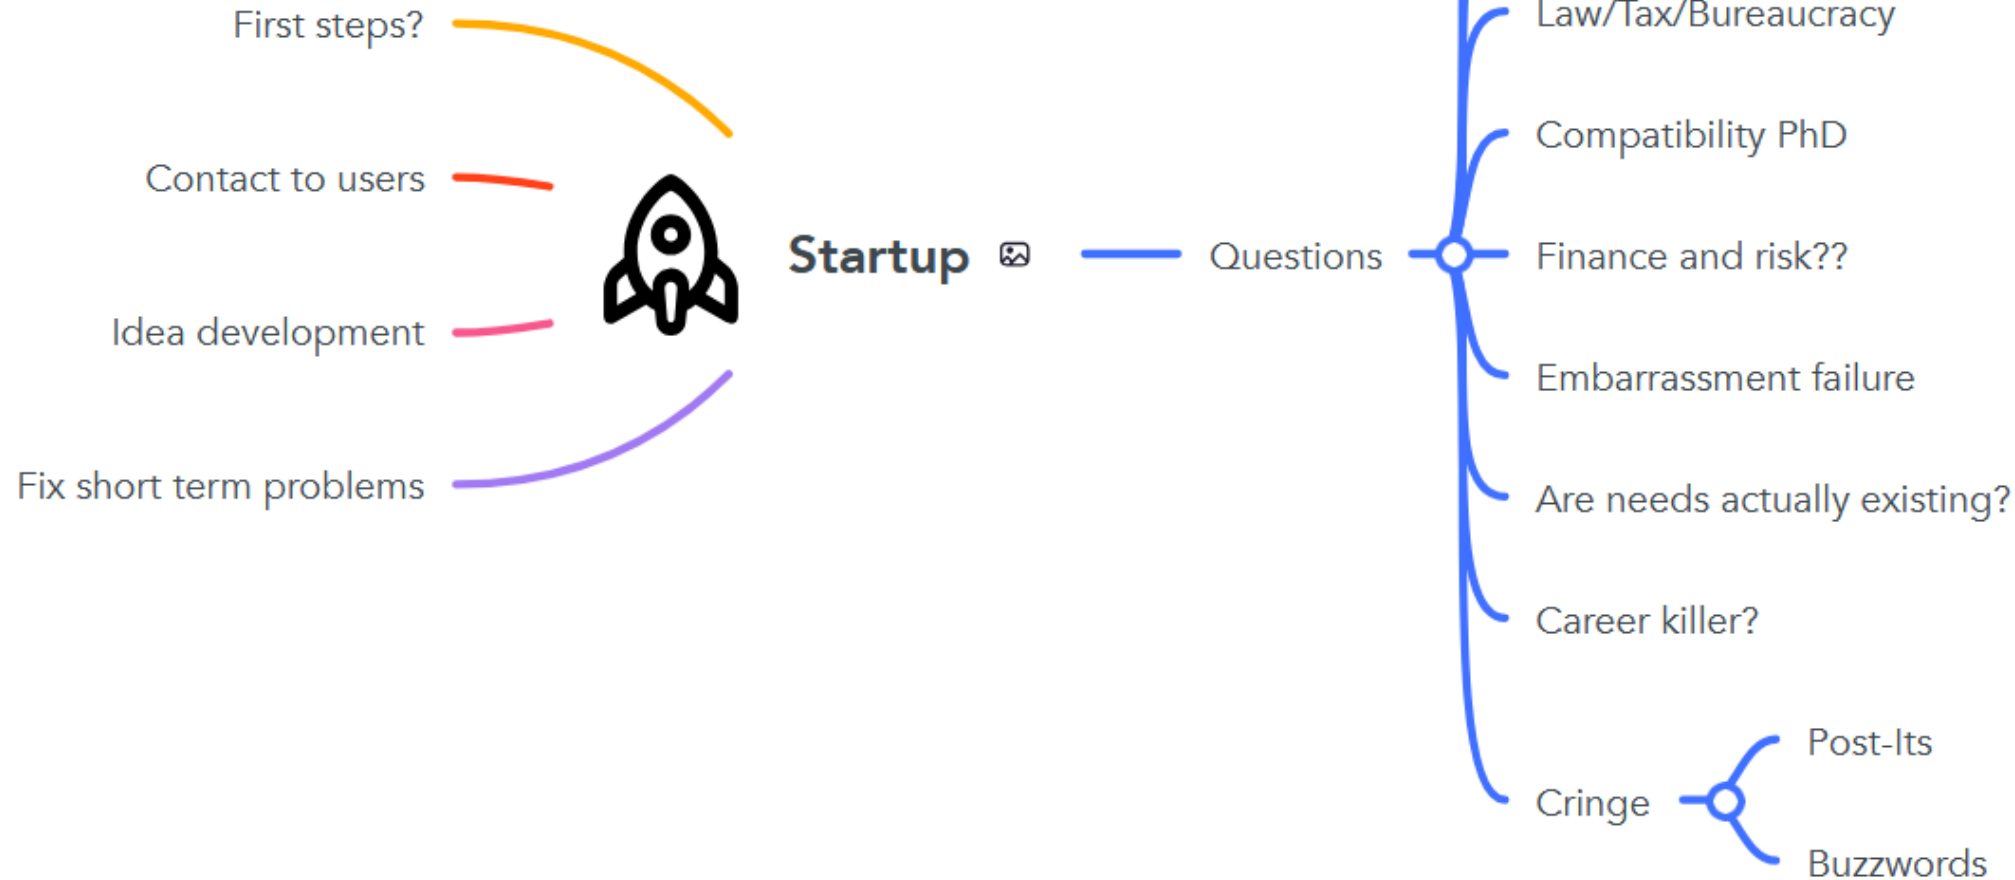 First steps?
Contact to users
Idea development
Fix short term problems
Startup
Questions
Law/Tax/Bureaucracy
Compatibility PhD
Finance and risk??
Embarrassment failure
Are needs actually existing?
Career killer?
Cringe
Post-Its
Buzzwords